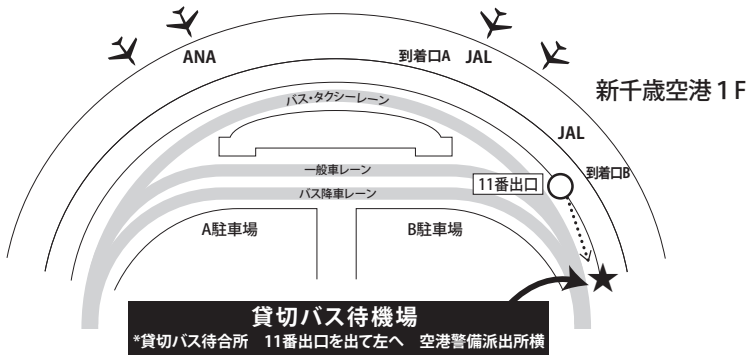 ANA
到着口A JAL
新千歳空港1F
バス・タクシーレーン
JAL
到着口B
一般車レーン
11番出口
バス降車レーン
A駐車場
B駐車場
貸切バス待機場
*貸切バス待合所 11番出口を出て左へ 空港警備派出所横